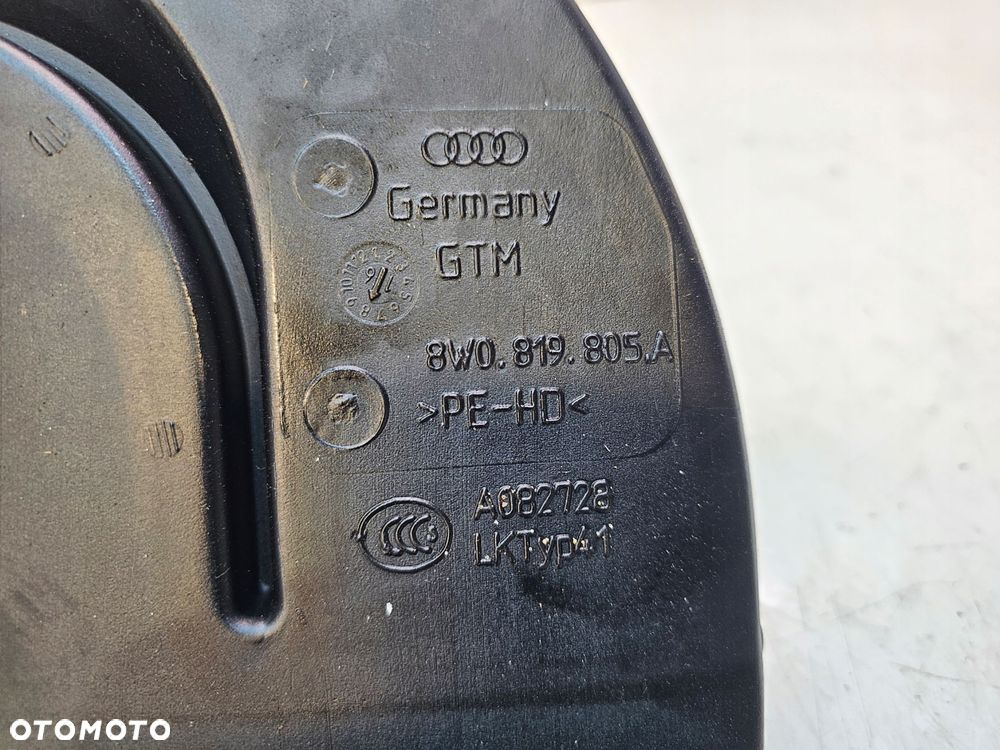 Germany
GTM
8W0.819.805.A
>PE-HD<
A082728
LKTyp41
OTOMOTO